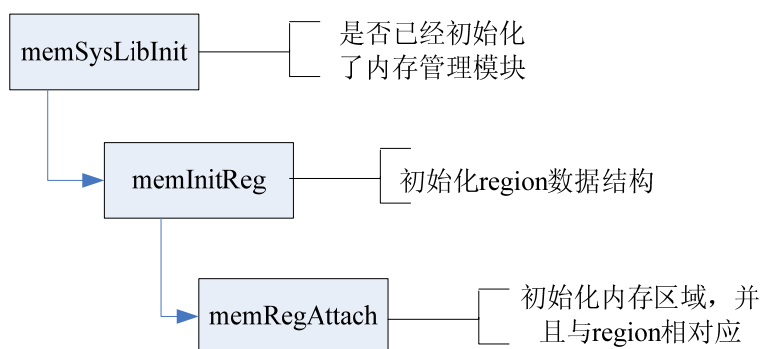 memSysLibInit
是否已经初始化
了内存管理模块
memInitReg
初始化region数据结构
memRegAttach
初始化内存区域，并
且与region相对应